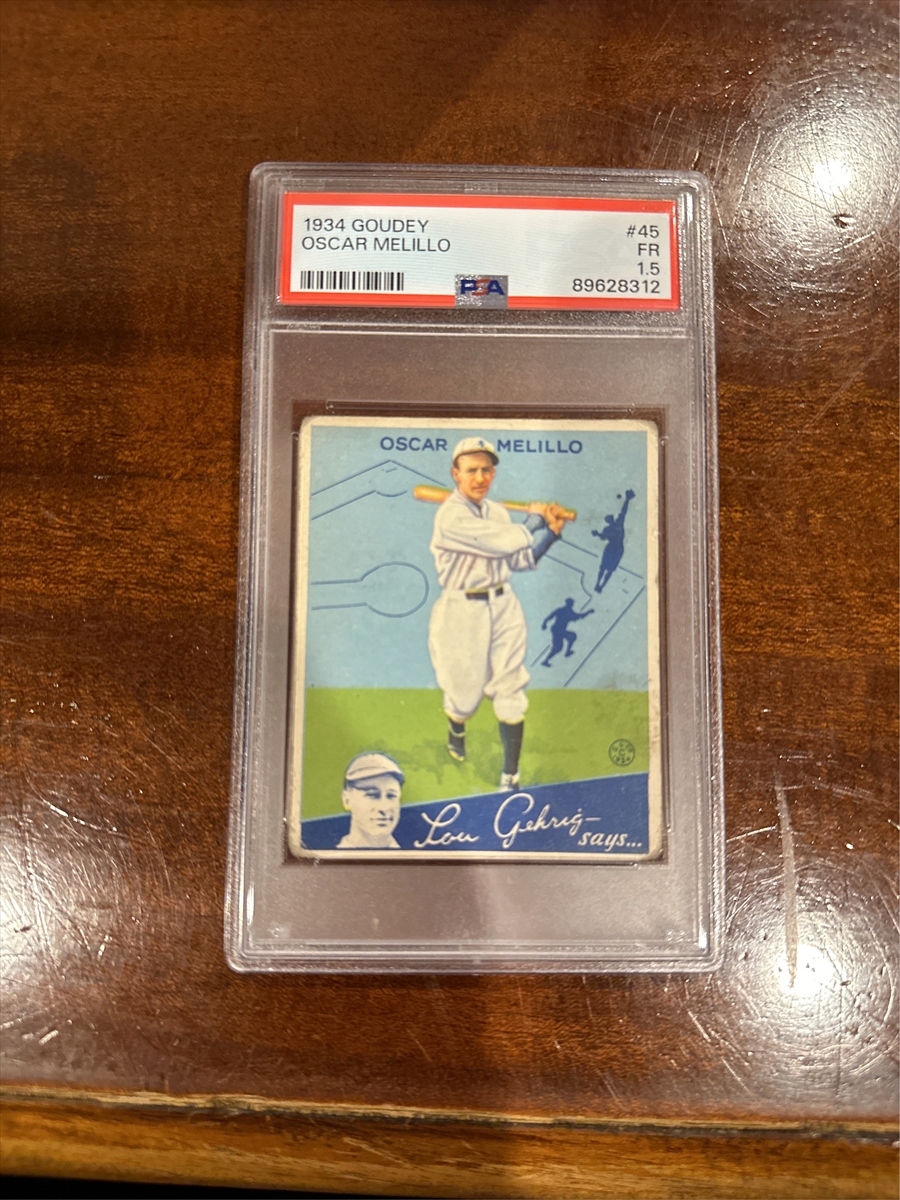 1934 GOUDEY #45
OSCAR MELILLO FR
1.5
PSA 89628312
OSCAR MELILLO
Lou Gehrig-
says...